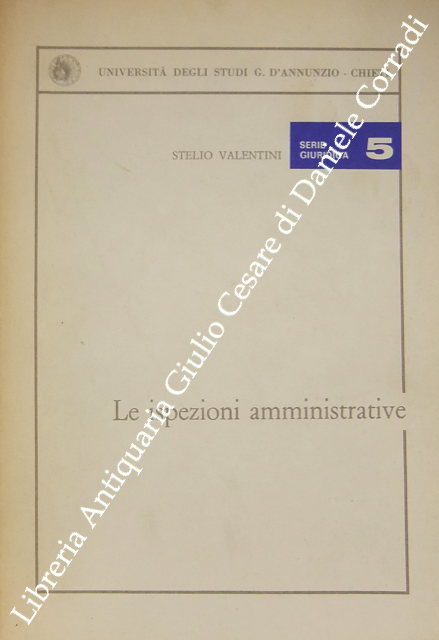 UNIVERSITÁ DEGLI STUDI G. D'ANNUNZIO - CHIETI
STELIO VALENTINI
SERIE
GIURIDICA
5
Le ispezioni amministrative
Libreria Antiquaria Giulio Cesare di Daniele Corradi